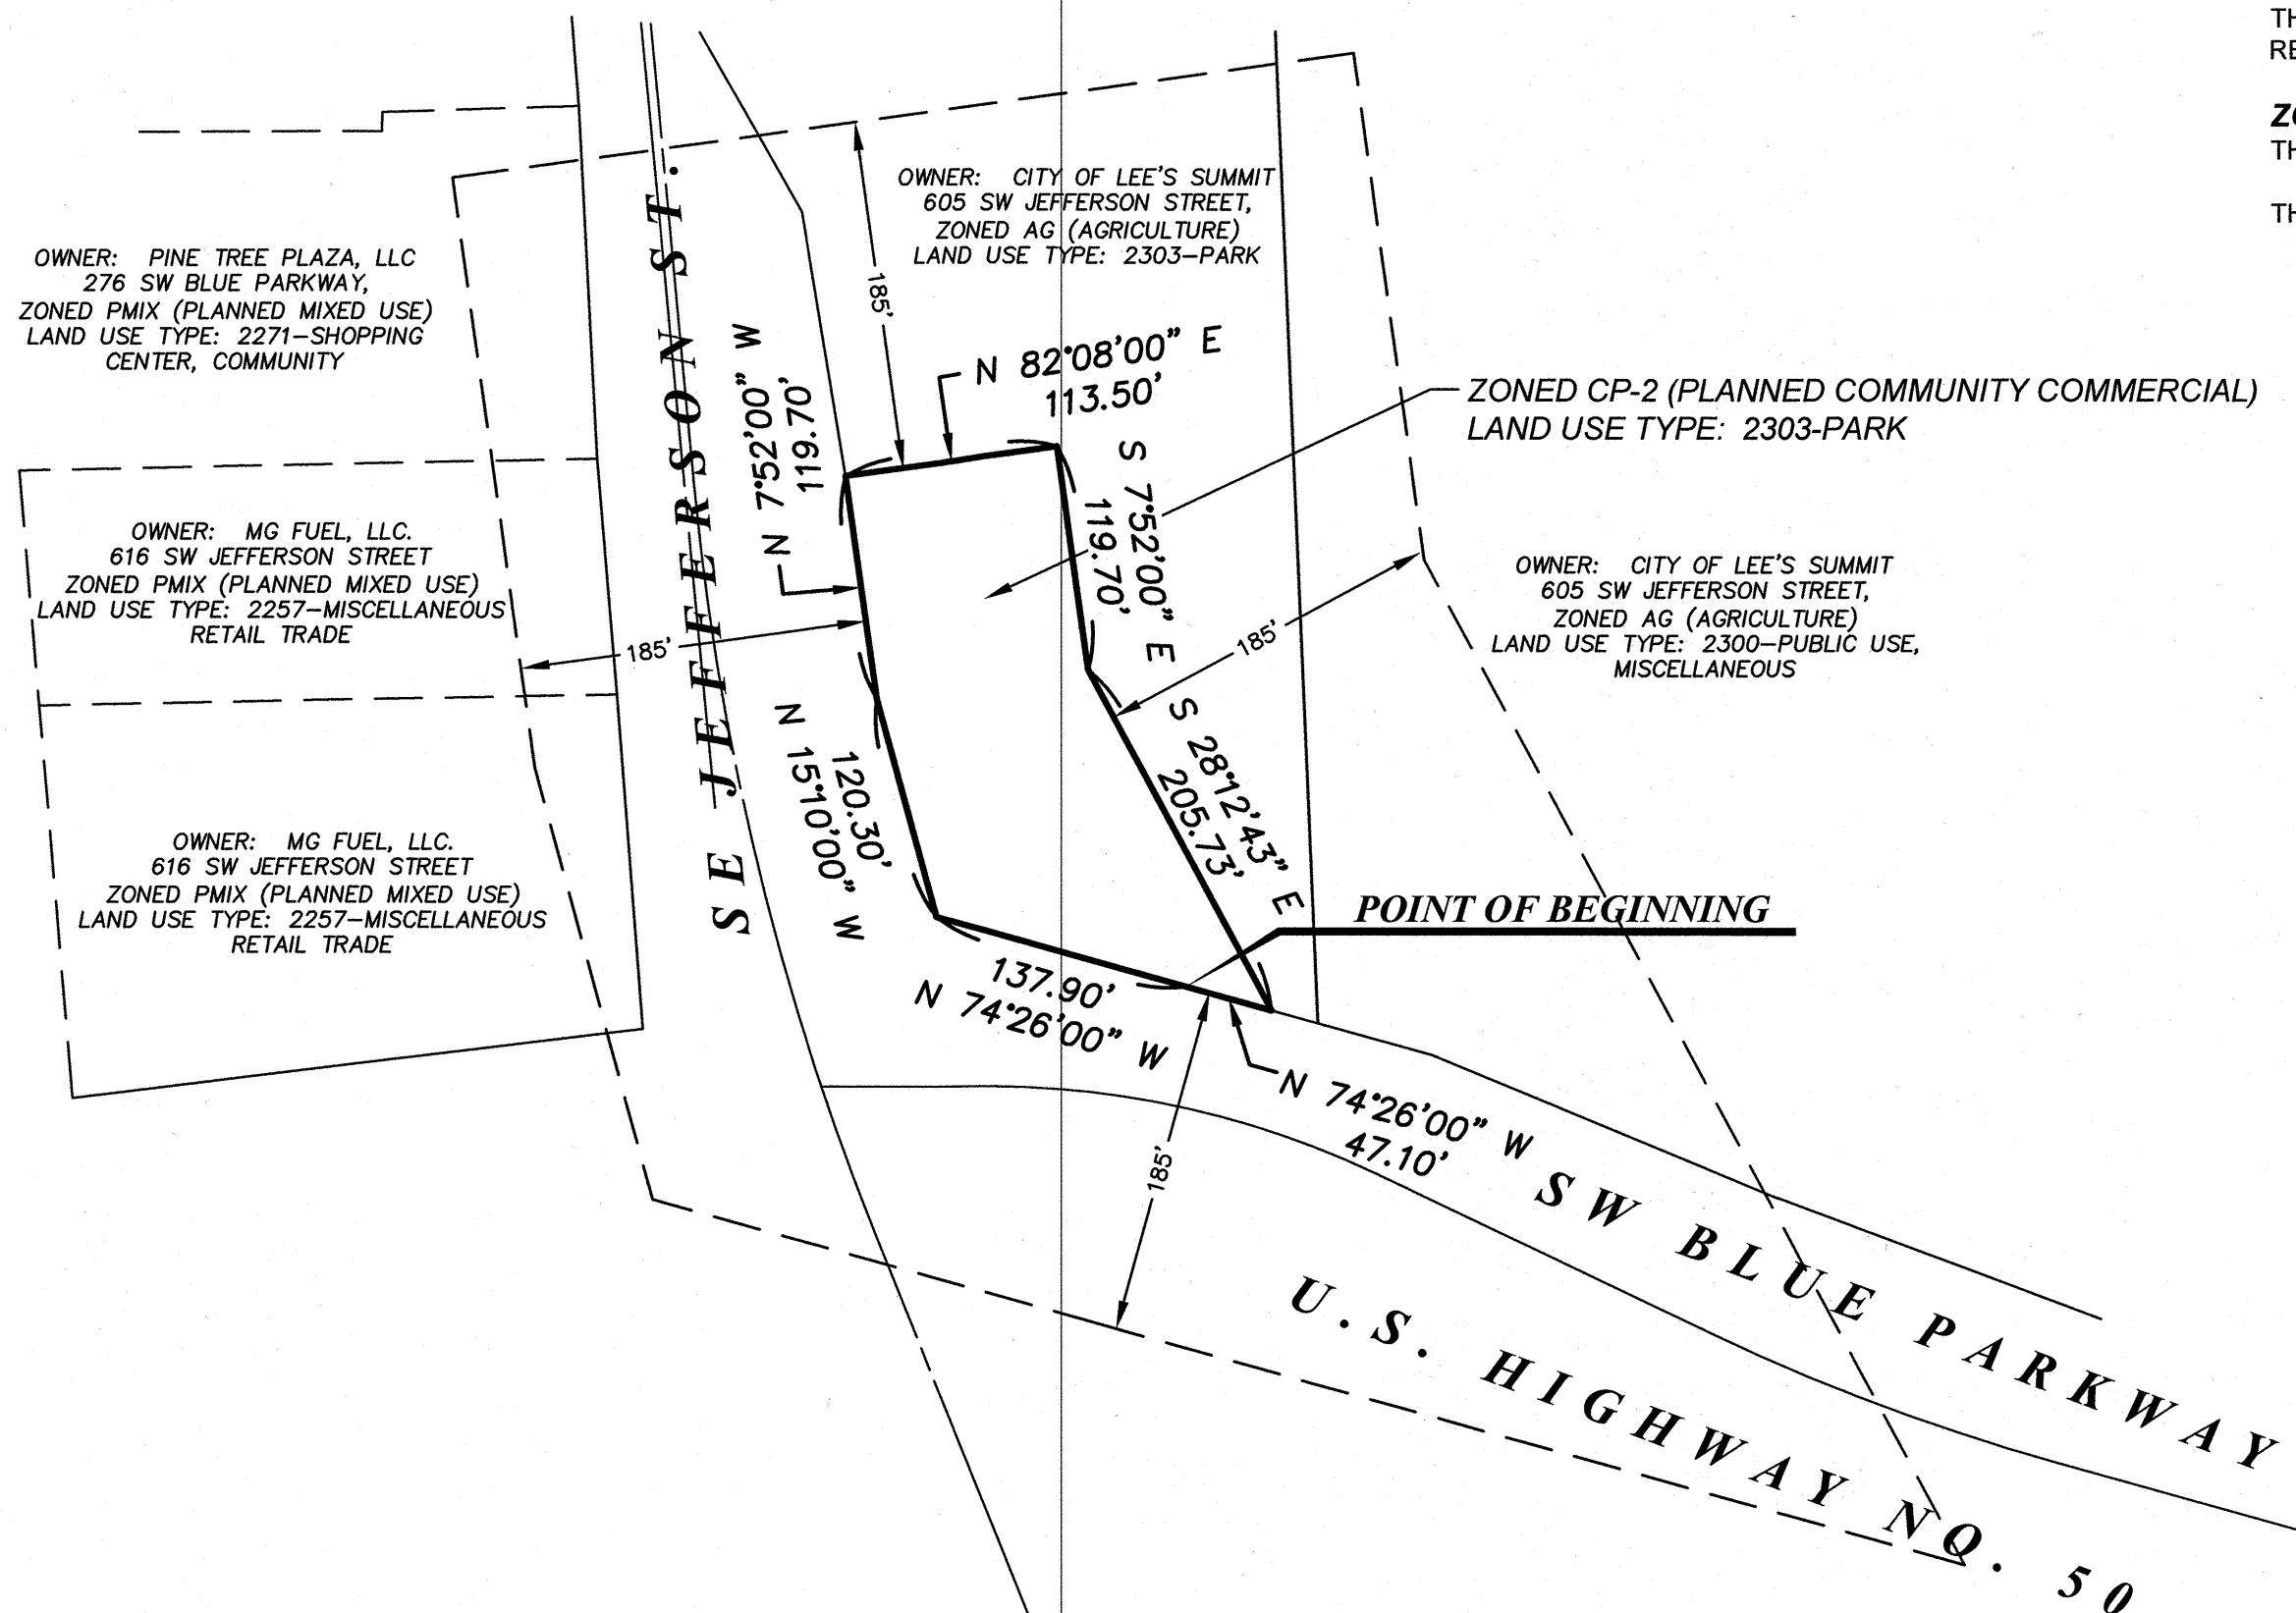 TH
RE
ZO
TH
TH
OWNER: CITY OF LEE'S SUMMIT
605 SW JEFFERSON STREET,
ZONED AG (AGRICULTURE)
LAND USE TYPE: 2303-PARK
OWNER: PINE TREE PLAZA, LLC
276 SW BLUE PARKWAY,
ZONED PMIX (PLANNED MIXED USE)
LAND USE TYPE: 2271-SHOPPING
CENTER, COMMUNITY
185'
N 82°08'00" E
113.50'
N 7°52'00" W
119.70'
ZONED CP-2 (PLANNED COMMUNITY COMMERCIAL)
LAND USE TYPE: 2303-PARK
S 7°52'00" E
119.70'
OWNER: MG FUEL, LLC.
616 SW JEFFERSON STREET
ZONED PMIX (PLANNED MIXED USE)
LAND USE TYPE: 2257-MISCELLANEOUS
RETAIL TRADE
185'
SE JEFFERSON ST.
185'
OWNER: CITY OF LEE'S SUMMIT
605 SW JEFFERSON STREET,
ZONED AG (AGRICULTURE)
LAND USE TYPE: 2300-PUBLIC USE,
MISCELLANEOUS
S 28°12'43" E
205.73'
120.30'
N 15°10'00" W
OWNER: MG FUEL, LLC.
616 SW JEFFERSON STREET
ZONED PMIX (PLANNED MIXED USE)
LAND USE TYPE: 2257-MISCELLANEOUS
RETAIL TRADE
POINT OF BEGINNING
137.90'
N 74°26'00" W
N 74°26'00" W
47.10'
185'
SW BLUE PARKWAY
U.S. HIGHWAY NO. 50